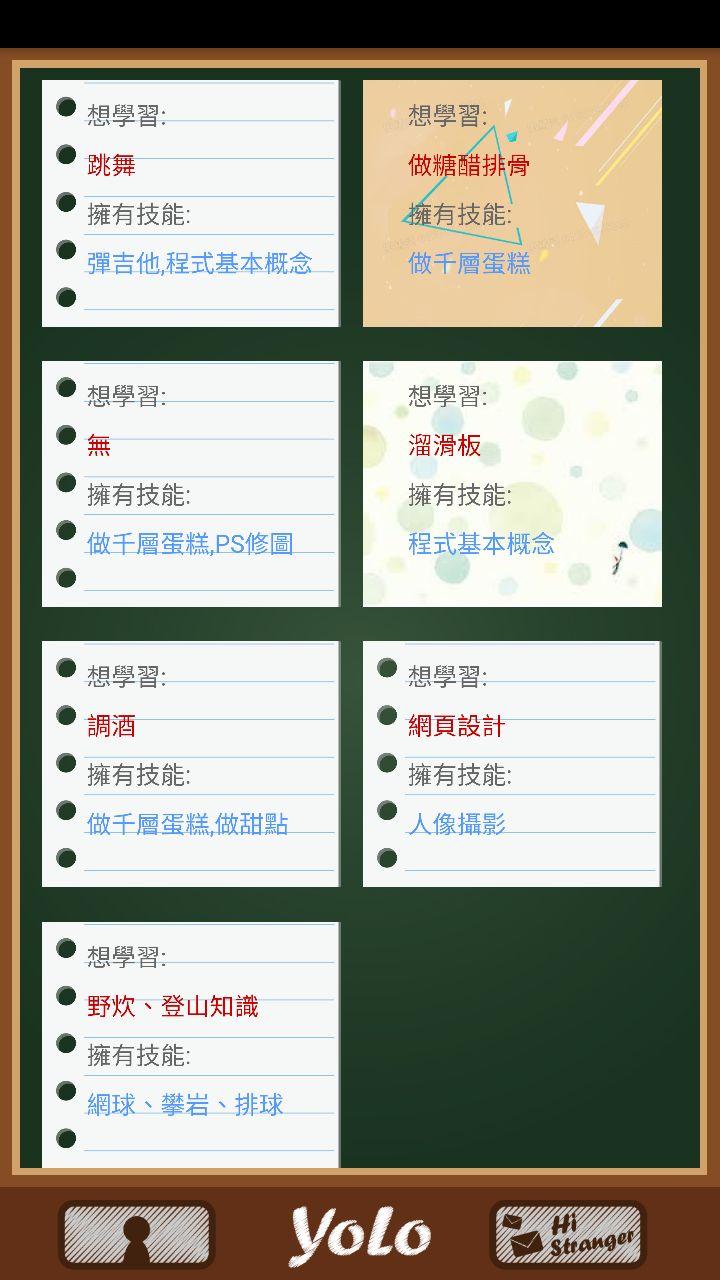 想學習:
跳舞
擁有技能:
彈吉他,程式基本概念
想學習:
做糖醋排骨
擁有技能:
做千層蛋糕
想學習:
無
擁有技能:
做千層蛋糕,PS修圖
想學習:
溜滑板
擁有技能:
程式基本概念
想學習:
調酒
擁有技能:
做千層蛋糕,做甜點
想學習:
網頁設計
擁有技能:
人像攝影
想學習:
野炊、登山知識
擁有技能:
網球、攀岩、排球
YoLo
Hi
Stranger